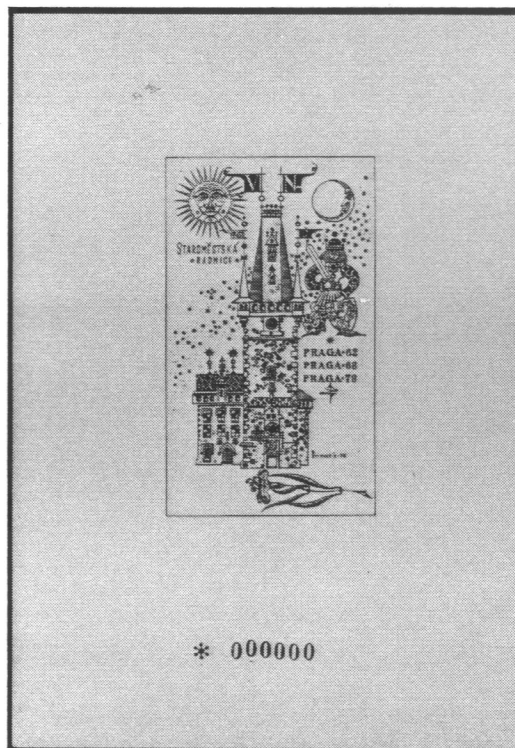 V N
STAROMĚSTSKÁ
* RADNICE *
PRAGA·62
PRAGA·68
PRAGA·78
* 000000